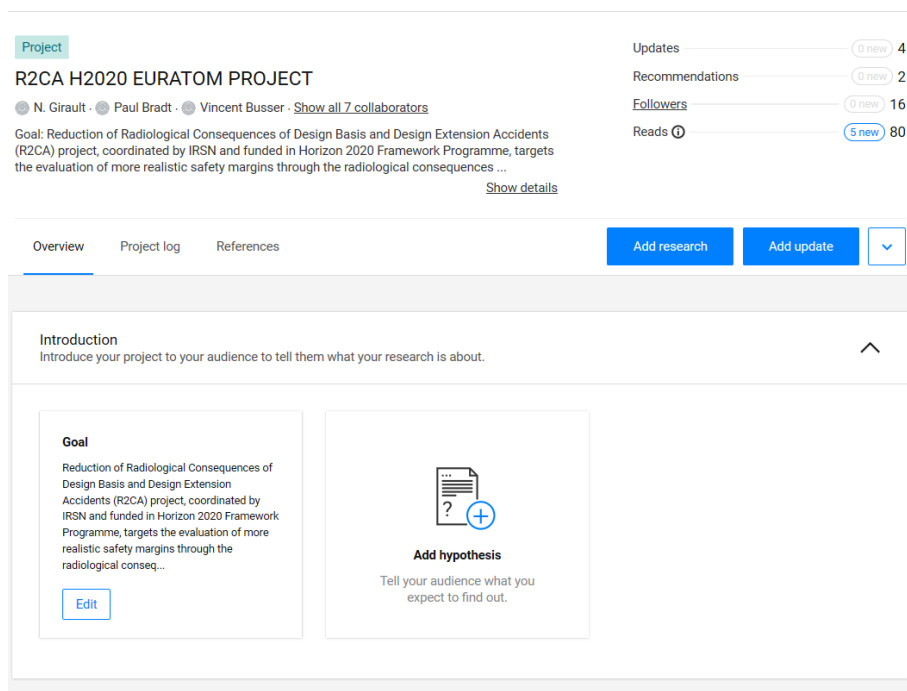 Project
R2CA H2020 EURATOM PROJECT
N. Girault · Paul Bradt · Vincent Busser · Show all 7 collaborators
Goal: Reduction of Radiological Consequences of Design Basis and Design Extension Accidents
(R2CA) project, coordinated by IRSN and funded in Horizon 2020 Framework Programme, targets
the evaluation of more realistic safety margins through the radiological consequences ...
Show details
Updates 0 new 4
Recommendations 0 new 2
Followers 0 new 16
Reads 5 new 80
Overview Project log References
Add research Add update
Introduction
Introduce your project to your audience to tell them what your research is about.
Goal
Reduction of Radiological Consequences of
Design Basis and Design Extension
Accidents (R2CA) project, coordinated by
IRSN and funded in Horizon 2020 Framework
Programme, targets the evaluation of more
realistic safety margins through the
radiological conseq...
Edit
Add hypothesis
Tell your audience what you
expect to find out.